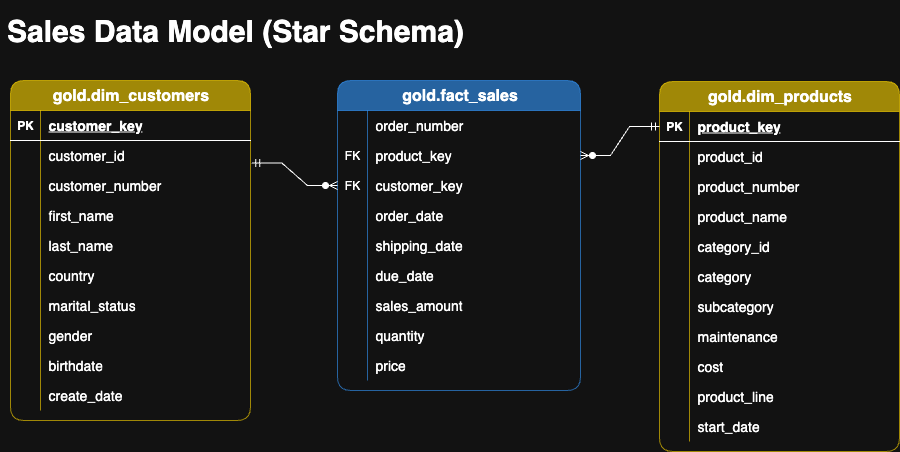 Sales Data Model (Star Schema)
gold.dim_customers
PK customer_key
customer_id
customer_number
first_name
last_name
country
marital_status
gender
birthdate
create_date
gold.fact_sales
order_number
FK product_key
FK customer_key
order_date
shipping_date
due_date
sales_amount
quantity
price
gold.dim_products
PK product_key
product_id
product_number
product_name
category_id
category
subcategory
maintenance
cost
product_line
start_date